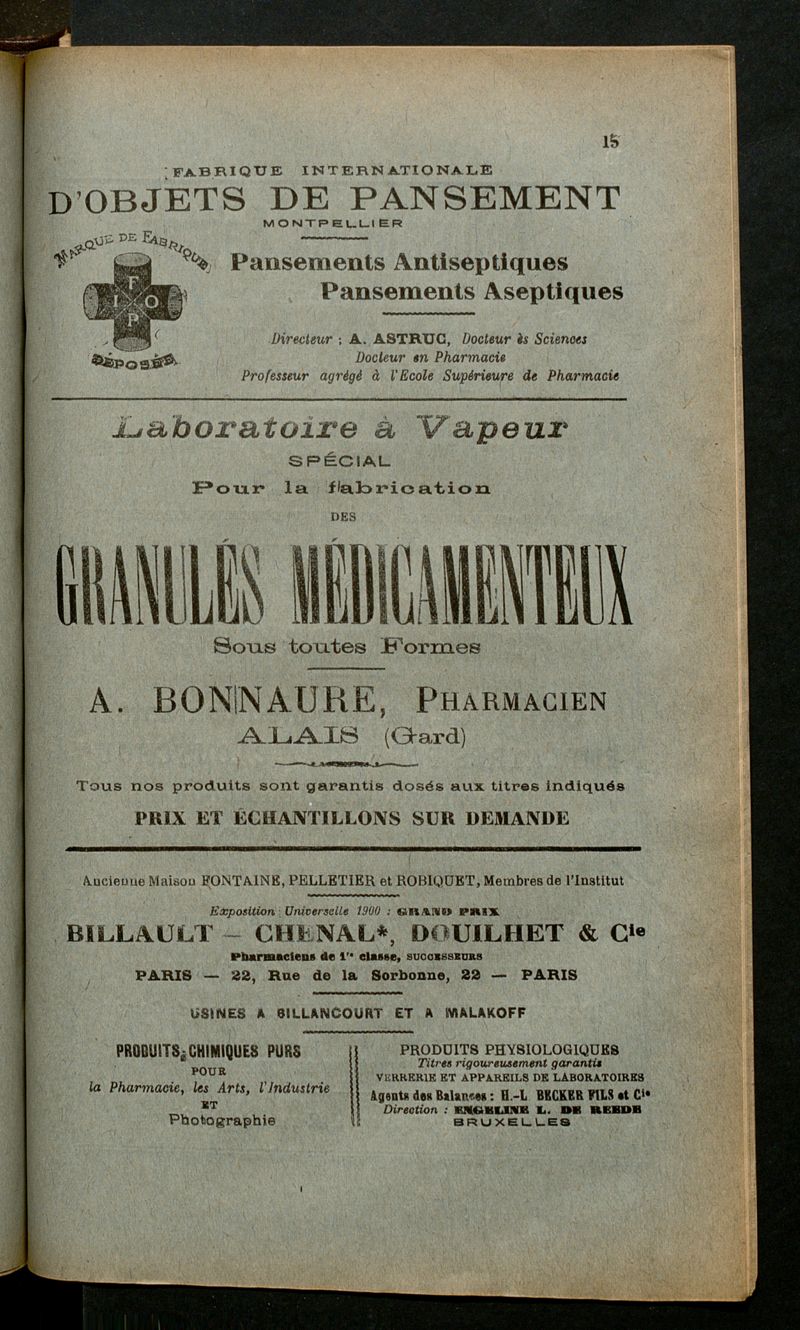 15
FABRIQUE INTERNATIONALE
D'OBJETS DE PANSEMENT
MONTPELLIER
MARQUE DE FABRIQUE
F
I O
P
DÉPOSÉE
Pansements Antiseptiques
Pansements Aseptiques
Directeur : A. ASTRUC, Docteur ès Sciences
Docteur en Pharmacie
Professeur agrégé à l'Ecole Supérieure de Pharmacie
Laboratoire à Vapeur
SPÉCIAL
Pour la fabrication
DES
GRANULÉS MÉDICAMENTEUX
Sous toutes Formes
A. BONNAURE, PHARMACIEN
ALAIS (Gard)
Tous nos produits sont garantis dosés aux titres indiqués
PRIX ET ÉCHANTILLONS SUR DEMANDE
Ancienne Maison FONTAINE, PELLETIER et ROBIQUET, Membres de l'Institut
Exposition Universelle 1900 : GRAND PRIX
BILLAULT — CHENAL*, DOUILHET & Cie
Pharmaciens de 1re classe, SUCCESSEURS
PARIS — 22, Rue de la Sorbonne, 22 — PARIS
USINES A BILLANCOURT ET A MALAKOFF
PRODUITS CHIMIQUES PURS
POUR
la Pharmacie, les Arts, l'Industrie
ET
Photographie
PRODUITS PHYSIOLOGIQUES
Titres rigoureusement garantis
VERRERIE ET APPAREILS DE LABORATOIRES
Agents des Balances : H.-L BECKER FILS et Cie
Direction : ENGELINE L. DE REEDE
BRUXELLES